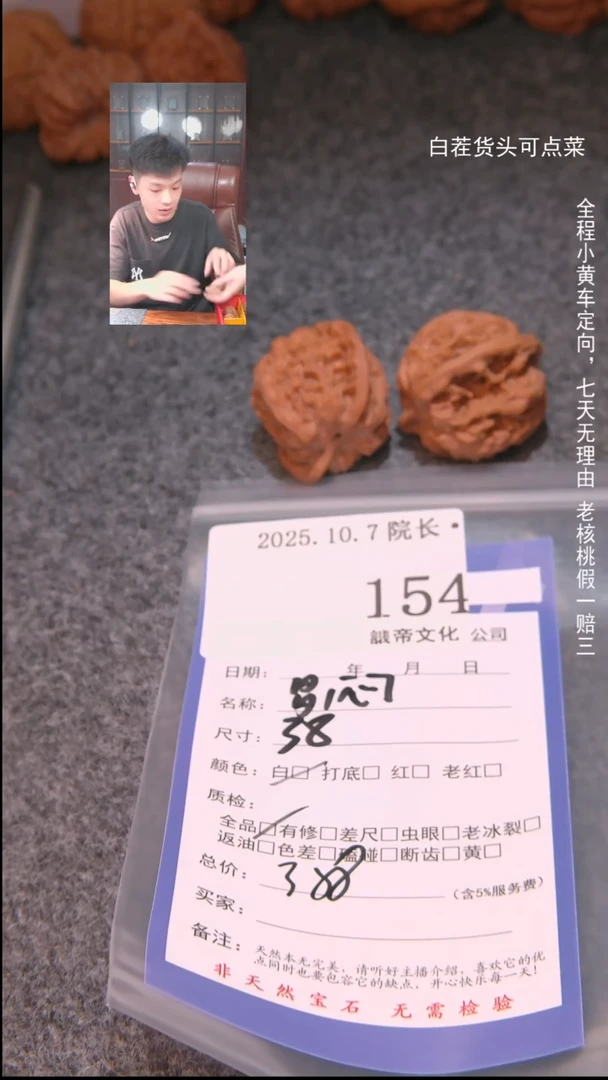 白茬货头可点菜
全程小黄车定向，七天无理由 老核桃假一赔三
2025.10.7 院长
154
誐帝文化 公司
日期： 年 月 日
名称：
尺寸：38
颜色：白□ 打底□ 红□ 老红□
质检：
全品□有修□差尺□虫眼□老冰裂□
返油□色差□磕碰□断齿□黄□
总价：388
（含5%服务费）
买家：
备注：
天然本无完美，请听好主播介绍，喜欢它的优
点同时也要包容它的缺点，开心快乐每一天！
非天然宝石 无需检验